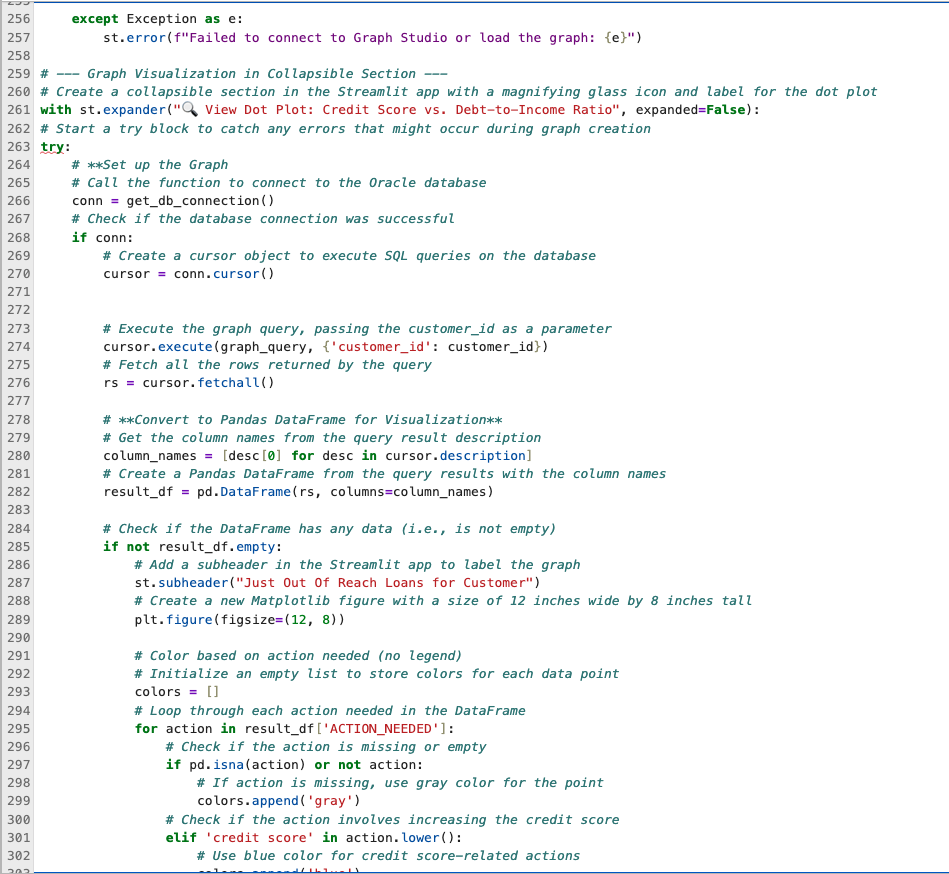 256     except Exception as e:
257         st.error(f"Failed to connect to Graph Studio or load the graph: {e}")
258
259 # --- Graph Visualization in Collapsible Section ---
260 # Create a collapsible section in the Streamlit app with a magnifying glass icon and label for the dot plot
261 with st.expander("🔍 View Dot Plot: Credit Score vs. Debt-to-Income Ratio", expanded=False):
262 # Start a try block to catch any errors that might occur during graph creation
263 try:
264     # **Set up the Graph
265     # Call the function to connect to the Oracle database
266     conn = get_db_connection()
267     # Check if the database connection was successful
268     if conn:
269         # Create a cursor object to execute SQL queries on the database
270         cursor = conn.cursor()
271
272
273         # Execute the graph query, passing the customer_id as a parameter
274         cursor.execute(graph_query, {'customer_id': customer_id})
275         # Fetch all the rows returned by the query
276         rs = cursor.fetchall()
277
278         # **Convert to Pandas DataFrame for Visualization**
279         # Get the column names from the query result description
280         column_names = [desc[0] for desc in cursor.description]
281         # Create a Pandas DataFrame from the query results with the column names
282         result_df = pd.DataFrame(rs, columns=column_names)
283
284         # Check if the DataFrame has any data (i.e., is not empty)
285         if not result_df.empty:
286             # Add a subheader in the Streamlit app to label the graph
287             st.subheader("Just Out Of Reach Loans for Customer")
288             # Create a new Matplotlib figure with a size of 12 inches wide by 8 inches tall
289             plt.figure(figsize=(12, 8))
290
291             # Color based on action needed (no legend)
292             # Initialize an empty list to store colors for each data point
293             colors = []
294             # Loop through each action needed in the DataFrame
295             for action in result_df['ACTION_NEEDED']:
296                 # Check if the action is missing or empty
297                 if pd.isna(action) or not action:
298                     # If action is missing, use gray color for the point
299                     colors.append('gray')
300                 # Check if the action involves increasing the credit score
301                 elif 'credit score' in action.lower():
302                     # Use blue color for credit score-related actions